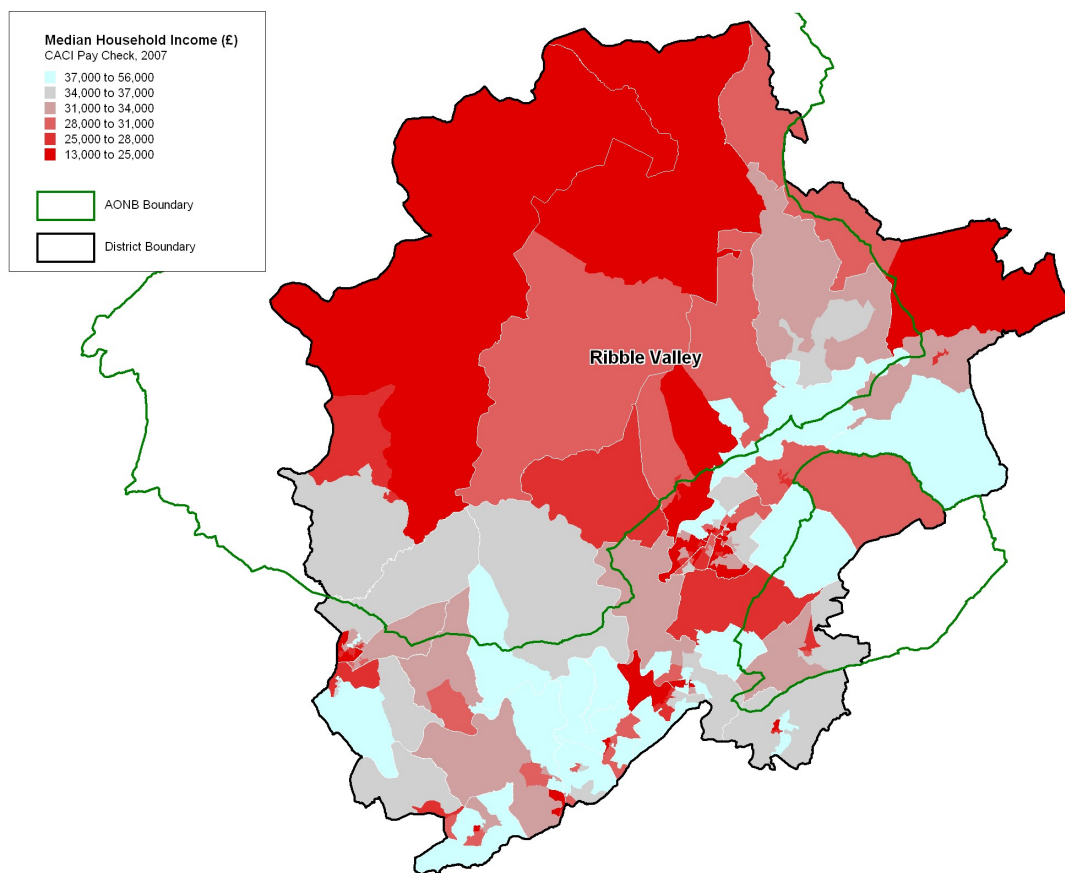 Median Household Income (£)
CACI Pay Check, 2007
37,000 to 56,000
34,000 to 37,000
31,000 to 34,000
28,000 to 31,000
25,000 to 28,000
13,000 to 25,000
AONB Boundary
District Boundary
Ribble Valley